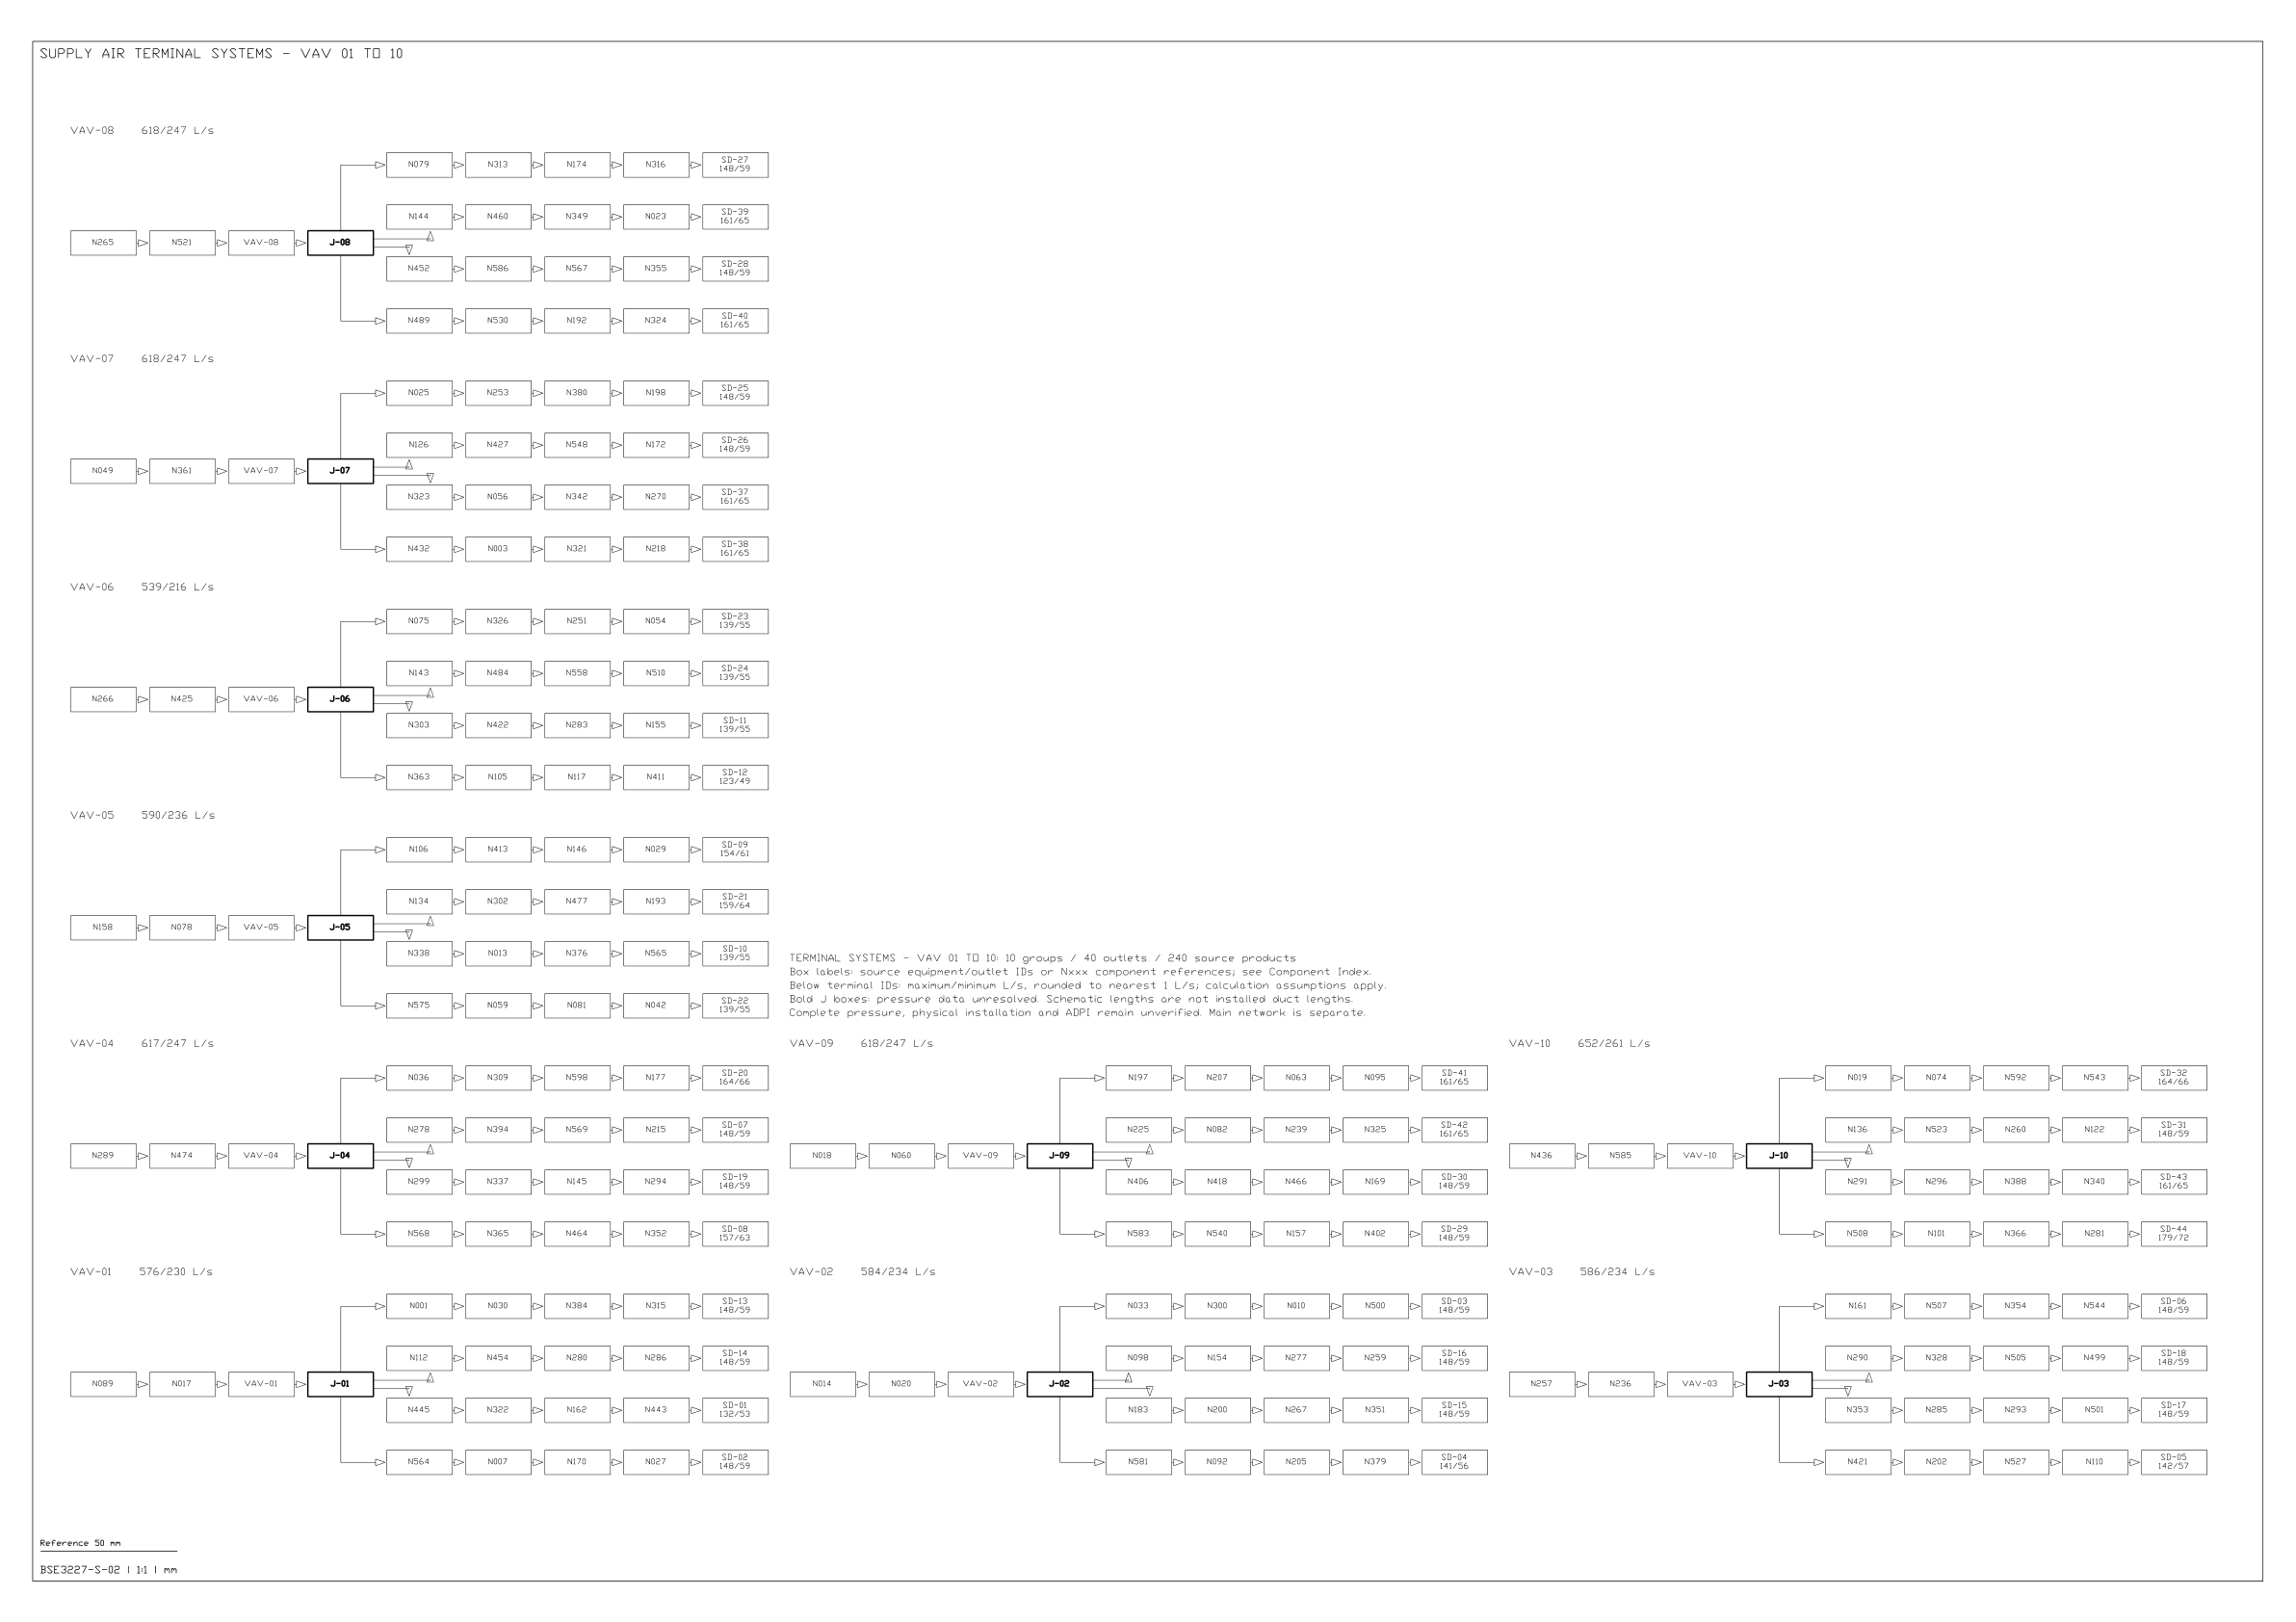 SUPPLY AIR TERMINAL SYSTEMS - VAV 01 TO 10
VAV-08 618/247 L/s
N079 N313 N174 N316 SD-27
148/59
N144 N460 N349 N023 SD-39
161/65
N265 N521 VAV-08 J-08
N452 N586 N567 N355 SD-28
148/59
N489 N530 N192 N324 SD-40
161/65
VAV-07 618/247 L/s
N025 N253 N380 N198 SD-25
148/59
N126 N427 N548 N172 SD-26
148/59
N049 N361 VAV-07 J-07
N323 N056 N342 N270 SD-37
161/65
N432 N003 N321 N218 SD-38
161/65
VAV-06 539/216 L/s
N075 N326 N251 N054 SD-23
139/55
N143 N484 N558 N510 SD-24
139/55
N266 N425 VAV-06 J-06
N303 N422 N283 N155 SD-11
139/55
N363 N105 N117 N411 SD-12
123/49
VAV-05 590/236 L/s
N106 N413 N146 N029 SD-09
154/61
N134 N302 N477 N193 SD-21
159/64
N158 N078 VAV-05 J-05
N338 N013 N376 N565 SD-10
139/55
N575 N059 N081 N042 SD-22
139/55
TERMINAL SYSTEMS - VAV 01 TO 10: 10 groups / 40 outlets / 240 source products
Box labels: source equipment/outlet IDs or Nxxx component references; see Component Index.
Below terminal IDs: maximum/minimum L/s, rounded to nearest 1 L/s; calculation assumptions apply.
Bold J boxes: pressure data unresolved. Schematic lengths are not installed duct lengths.
Complete pressure, physical installation and ADPI remain unverified. Main network is separate.
VAV-04 617/247 L/s
N036 N309 N598 N177 SD-20
164/66
N278 N394 N569 N215 SD-07
148/59
N289 N474 VAV-04 J-04
N299 N337 N145 N294 SD-19
148/59
N568 N365 N464 N352 SD-08
157/63
VAV-09 618/247 L/s
N197 N207 N063 N095 SD-41
161/65
N225 N082 N239 N325 SD-42
161/65
N018 N060 VAV-09 J-09
N406 N418 N466 N169 SD-30
148/59
N583 N540 N157 N402 SD-29
148/59
VAV-10 652/261 L/s
N019 N074 N592 N543 SD-32
164/66
N136 N523 N260 N122 SD-31
148/59
N436 N585 VAV-10 J-10
N291 N296 N388 N340 SD-43
161/65
N508 N101 N366 N281 SD-44
179/72
VAV-01 576/230 L/s
N001 N030 N384 N315 SD-13
148/59
N112 N454 N280 N286 SD-14
148/59
N089 N017 VAV-01 J-01
N445 N322 N162 N443 SD-01
132/53
N564 N007 N170 N027 SD-02
148/59
VAV-02 584/234 L/s
N033 N300 N010 N500 SD-03
148/59
N098 N154 N277 N259 SD-16
148/59
N014 N020 VAV-02 J-02
N183 N200 N267 N351 SD-15
148/59
N581 N092 N205 N379 SD-04
141/56
VAV-03 586/234 L/s
N161 N507 N354 N544 SD-06
148/59
N290 N328 N505 N499 SD-18
148/59
N257 N236 VAV-03 J-03
N353 N285 N293 N501 SD-17
148/59
N421 N202 N527 N110 SD-05
142/57
Reference 50 mm
BSE3227-S-02 | 1:1 | mm